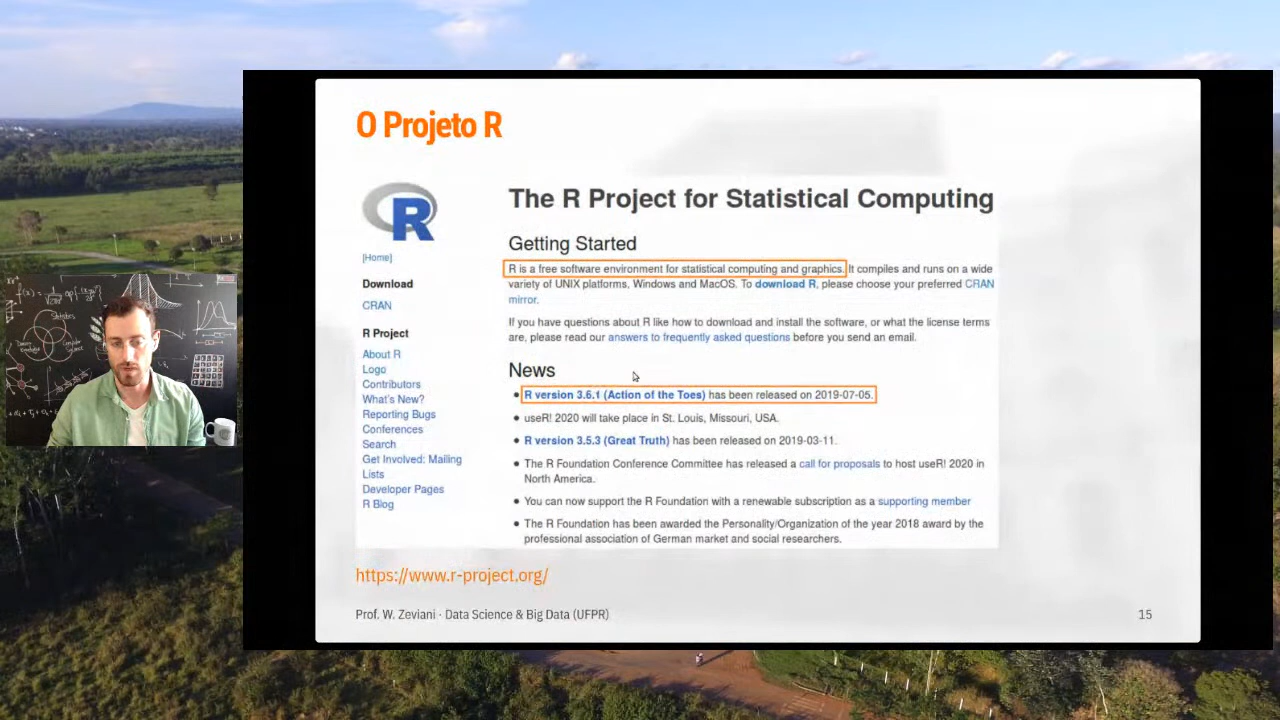 O Projeto R
R
The R Project for Statistical Computing
[Home]
Download
CRAN
R Project
About R
Logo
Contributors
What's New?
Reporting Bugs
Conferences
Search
Get Involved: Mailing
Lists
Developer Pages
R Blog
Getting Started
R is a free software environment for statistical computing and graphics. It compiles and runs on a wide
variety of UNIX platforms, Windows and MacOS. To download R, please choose your preferred CRAN
mirror.
If you have questions about R like how to download and install the software, or what the license terms
are, please read our answers to frequently asked questions before you send an email.
News
• R version 3.6.1 (Action of the Toes) has been released on 2019-07-05.
• useR! 2020 will take place in St. Louis, Missouri, USA.
• R version 3.5.3 (Great Truth) has been released on 2019-03-11.
• The R Foundation Conference Committee has released a call for proposals to host useR! 2020 in
North America.
• You can now support the R Foundation with a renewable subscription as a supporting member
• The R Foundation has been awarded the Personality/Organization of the year 2018 award by the
professional association of German market and social researchers.
https://www.r-project.org/
Prof. W. Zeviani · Data Science & Big Data (UFPR)
15
Statistics
Computer
Science